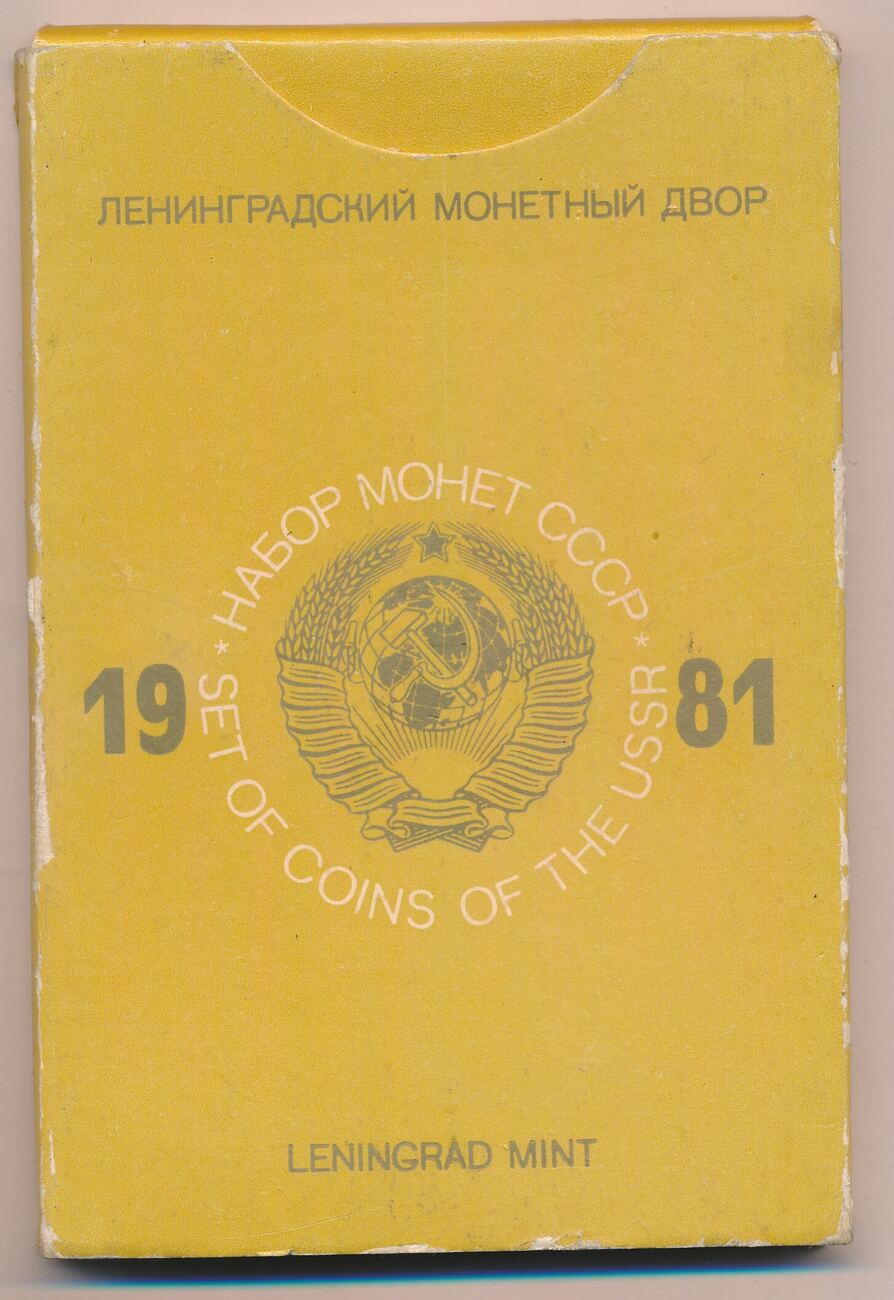 ЛЕНИНГРАДСКИЙ МОНЕТНЫЙ ДВОР
* НАБОР МОНЕТ СССР *
19 81
SET OF COINS OF THE USSR
LENINGRAD MINT